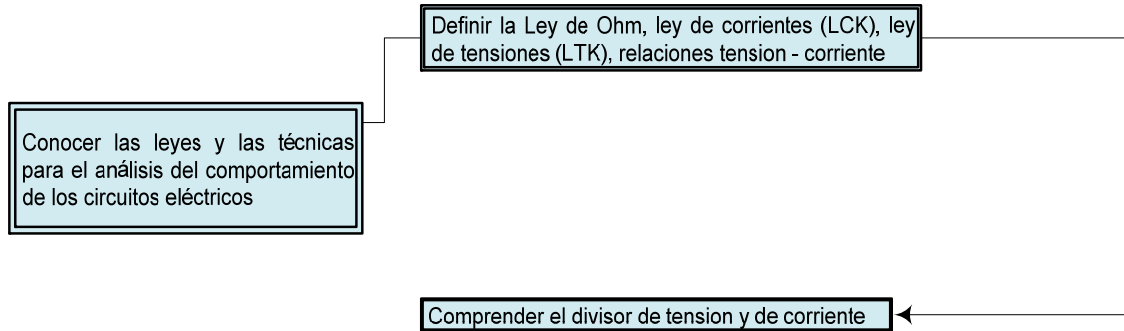 Definir la Ley de Ohm, ley de corrientes (LCK), ley
de tensiones (LTK), relaciones tension - corriente
Conocer las leyes y las técnicas
para el análisis del comportamiento
de los circuitos eléctricos
Comprender el divisor de tension y de corriente